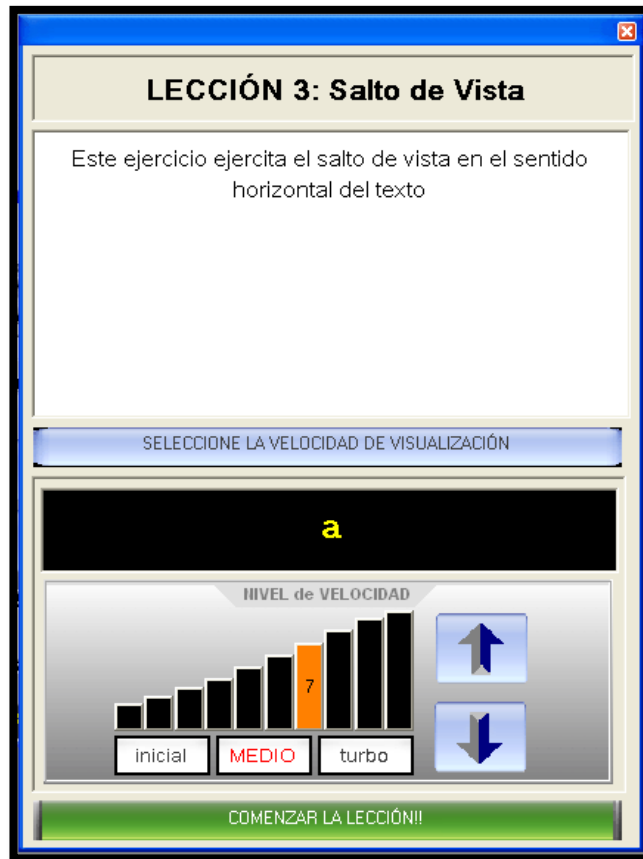 LECCIÓN 3: Salto de Vista
Este ejercicio ejercita el salto de vista en el sentido
horizontal del texto
SELECCIONE LA VELOCIDAD DE VISUALIZACIÓN
a
NIVEL de VELOCIDAD
7
inicial MEDIO turbo
COMENZAR LA LECCIÓN!!